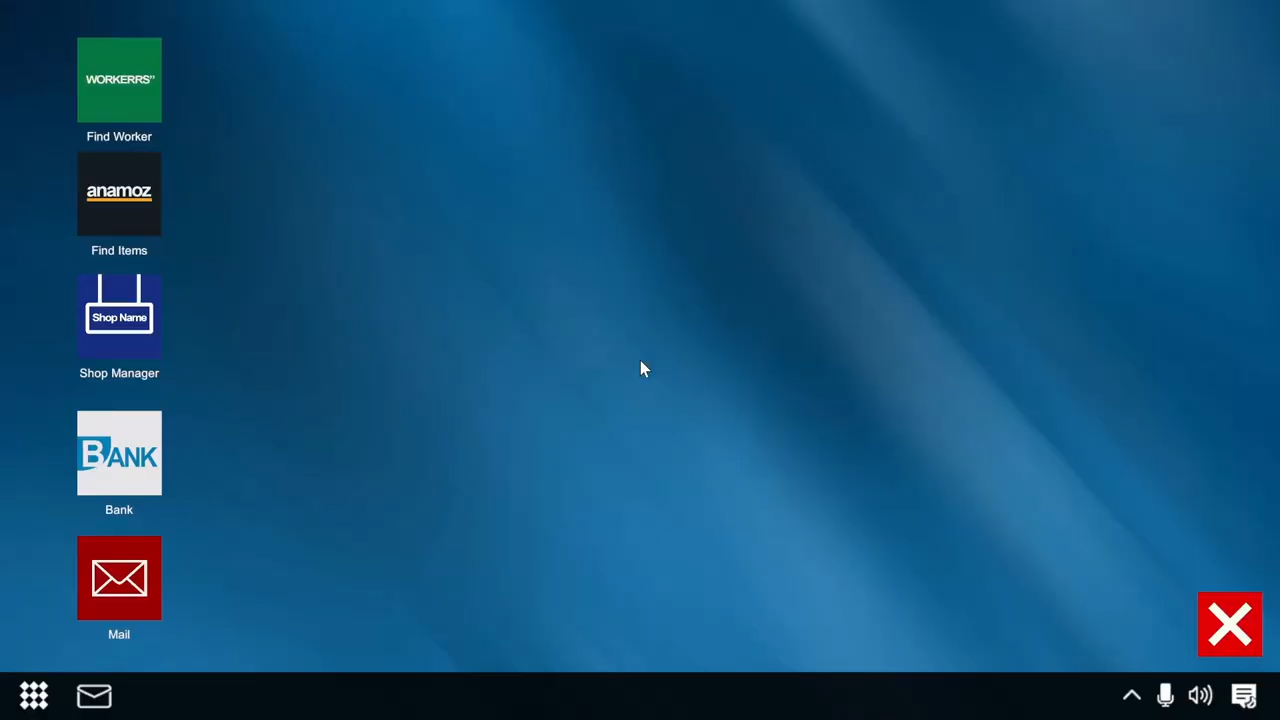 WORKERRS"
Find Worker
anamoz
Find Items
Shop Name
Shop Manager
BANK
Bank
Mail